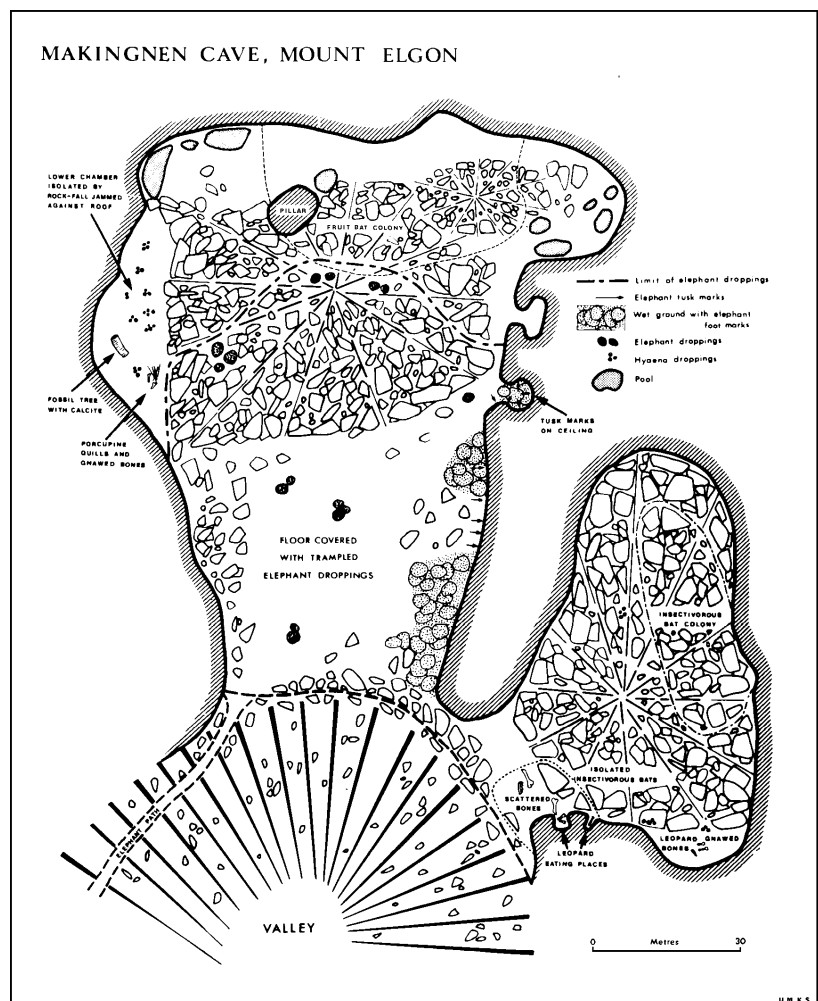 MAKINGNEN CAVE, MOUNT ELGON
LOWER CHAMBER
ISOLATED BY
ROCK-FALL JAMMED
AGAINST ROOF
PILLAR
FRUIT BAT COLONY
Limit of elephant droppings
Elephant tusk marks
Wet ground with elephant
foot marks
Elephant droppings
Hyaena droppings
Pool
FOSSIL TREE
WITH CALCITE
TUSK MARKS
ON CEILING
PORCUPINE
QUILLS AND
GNAWED BONES
FLOOR COVERED
WITH TRAMPLED
ELEPHANT DROPPINGS
INSECTIVOROUS
BAT COLONY
ISOLATED
INSECTIVOROUS BATS
SCATTERED
BONES
LEOPARD GNAWED
BONES
LEOPARD
EATING PLACES
ELEPHANT PATH
VALLEY
0 Metres 30
U.M.K.S.